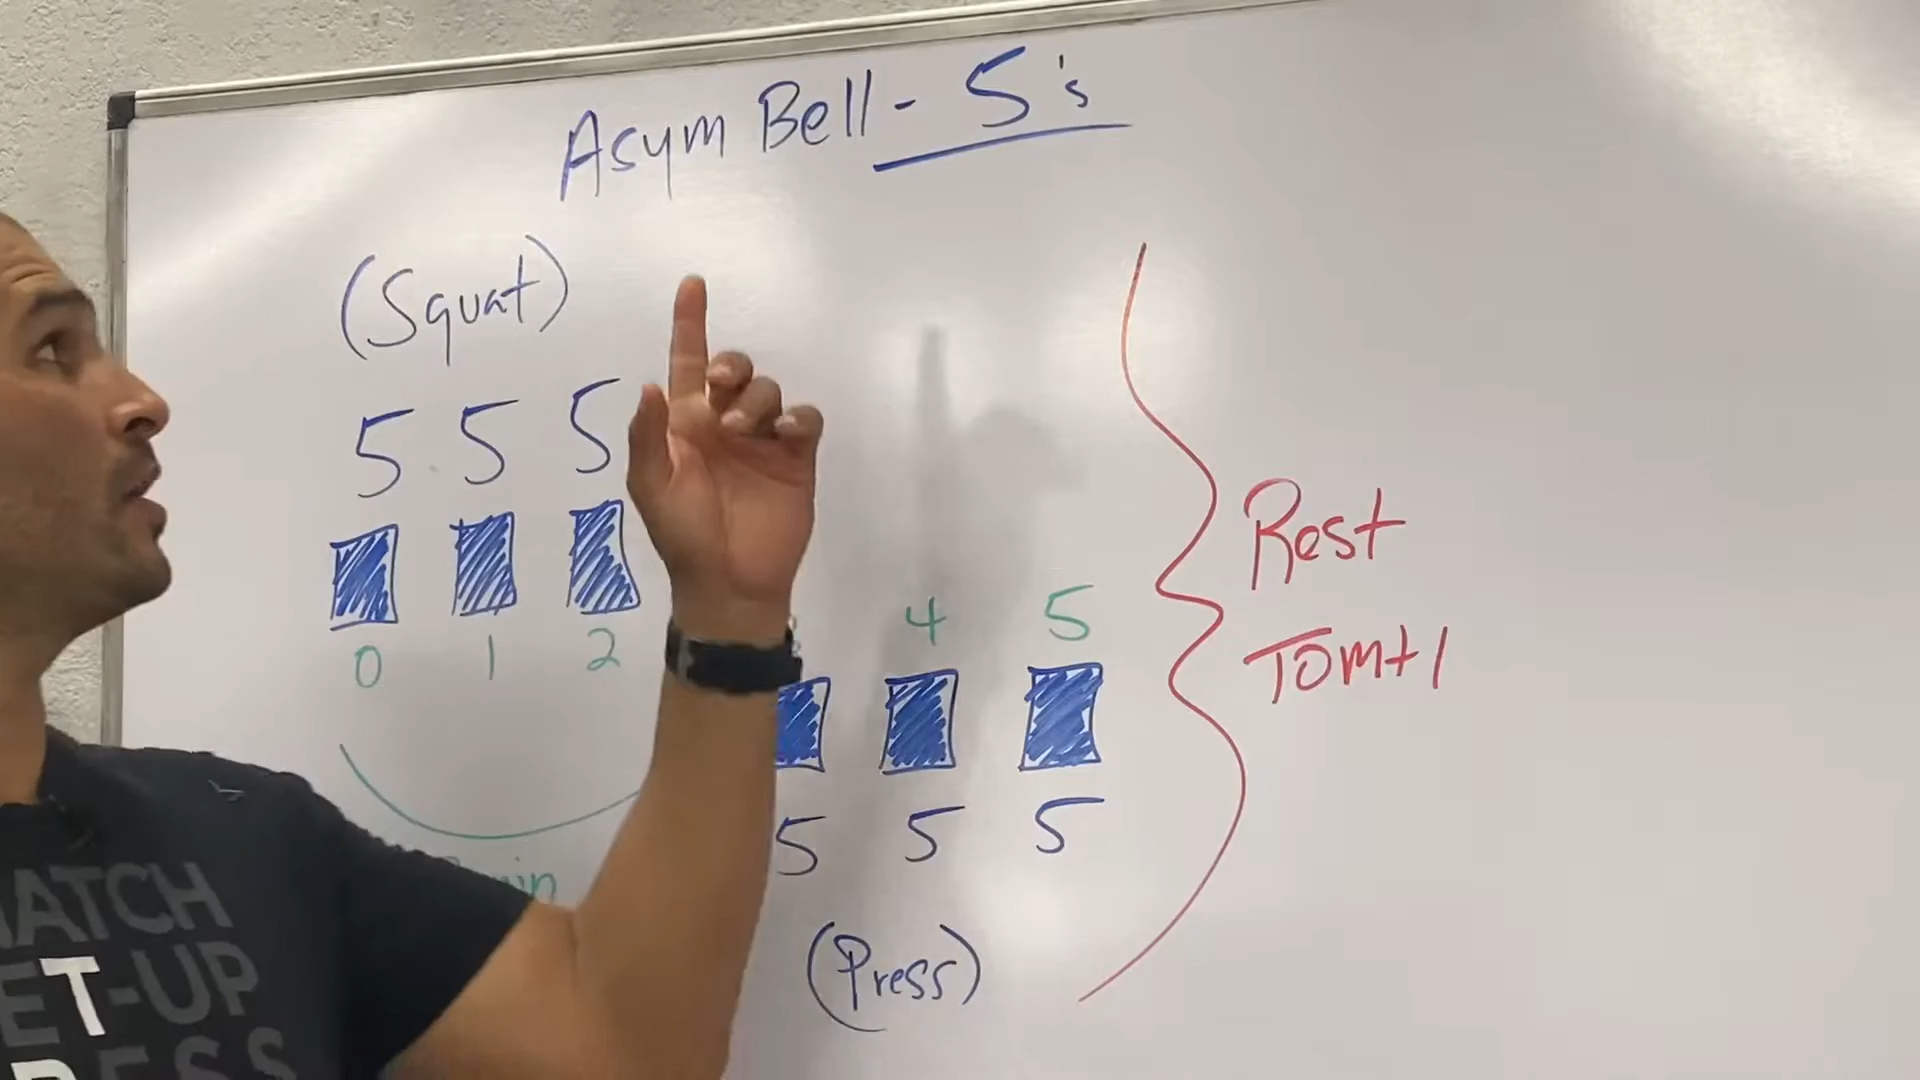 Asym Bell - 5's
(Squat)
5 5 5
0 1 2
4 5
5 5 5
(Press)
Rest
Tom+1